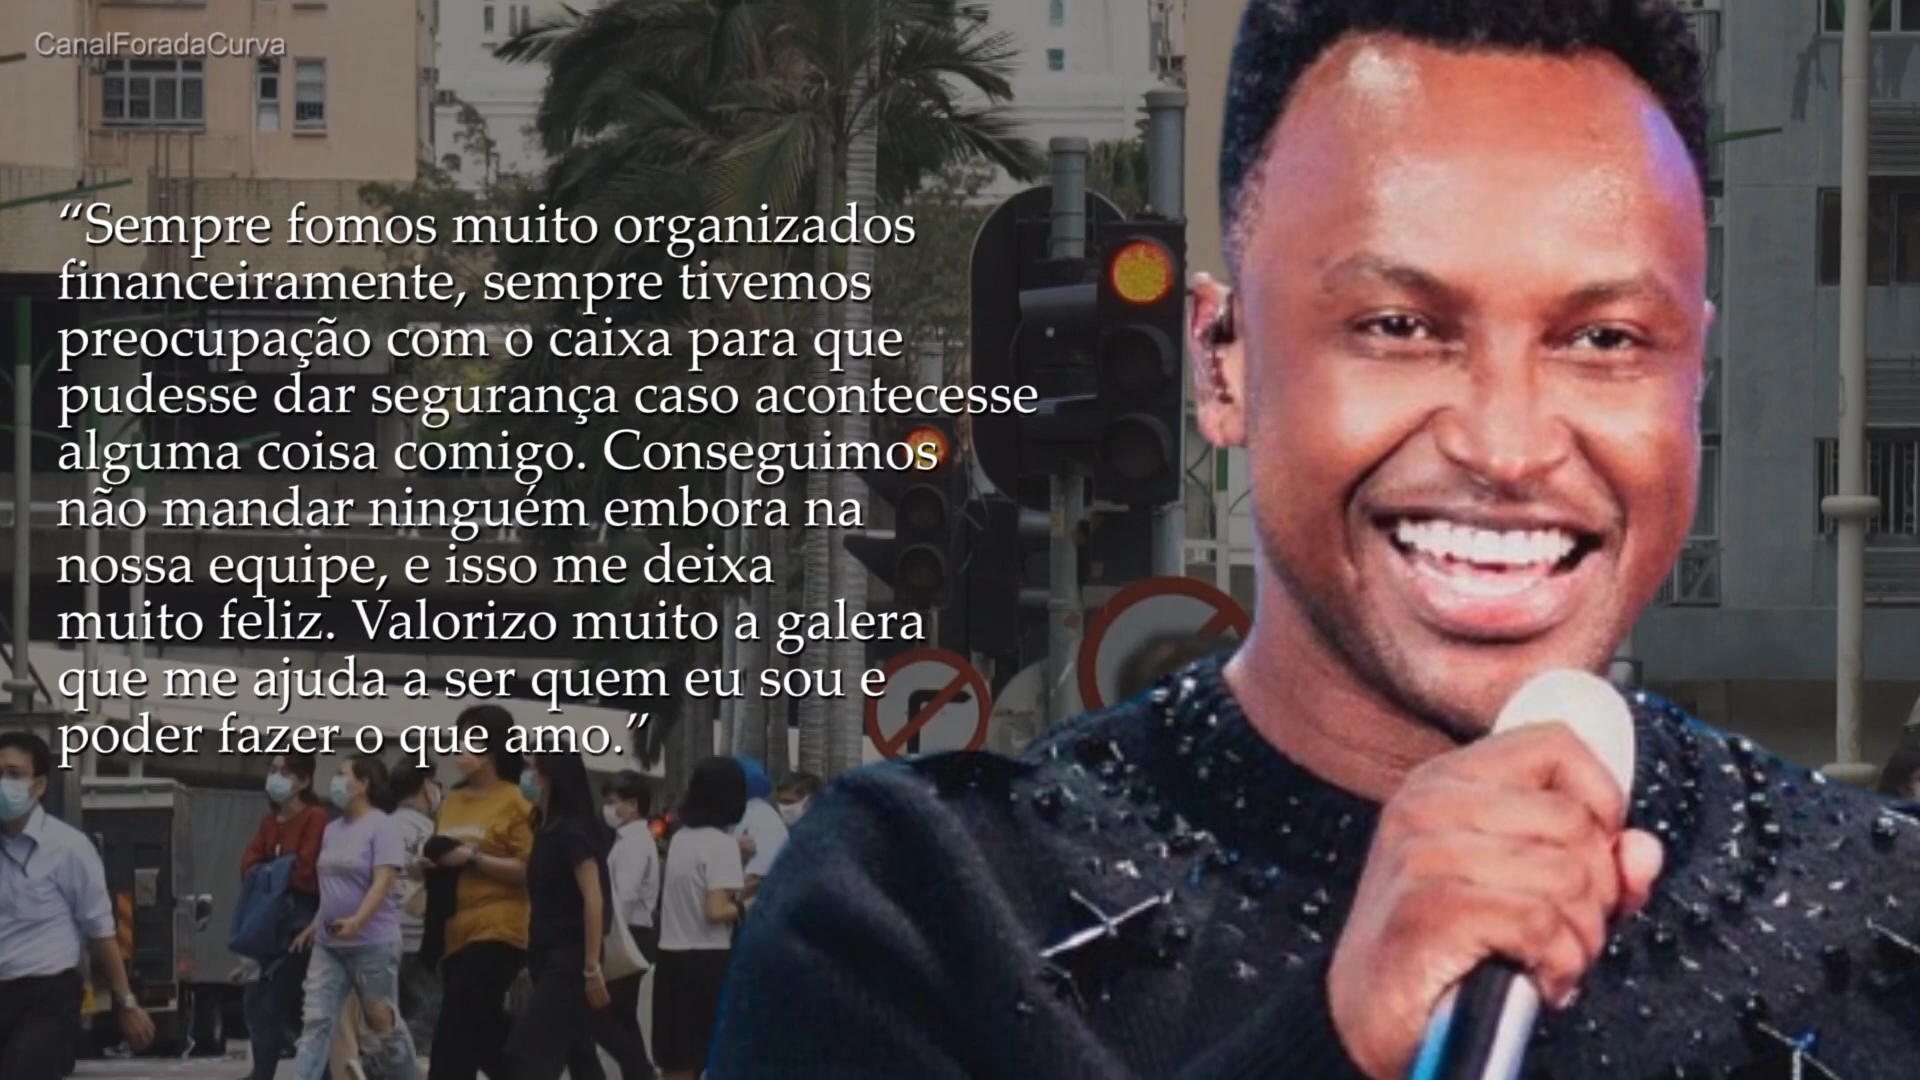 CanalForadaCurva
“Sempre fomos muito organizados
financeiramente, sempre tivemos
preocupação com o caixa para que
pudesse dar segurança caso acontecesse
alguma coisa comigo. Conseguimos
não mandar ninguém embora na
nossa equipe, e isso me deixa
muito feliz. Valorizo muito a galera
que me ajuda a ser quem eu sou e
poder fazer o que amo.”